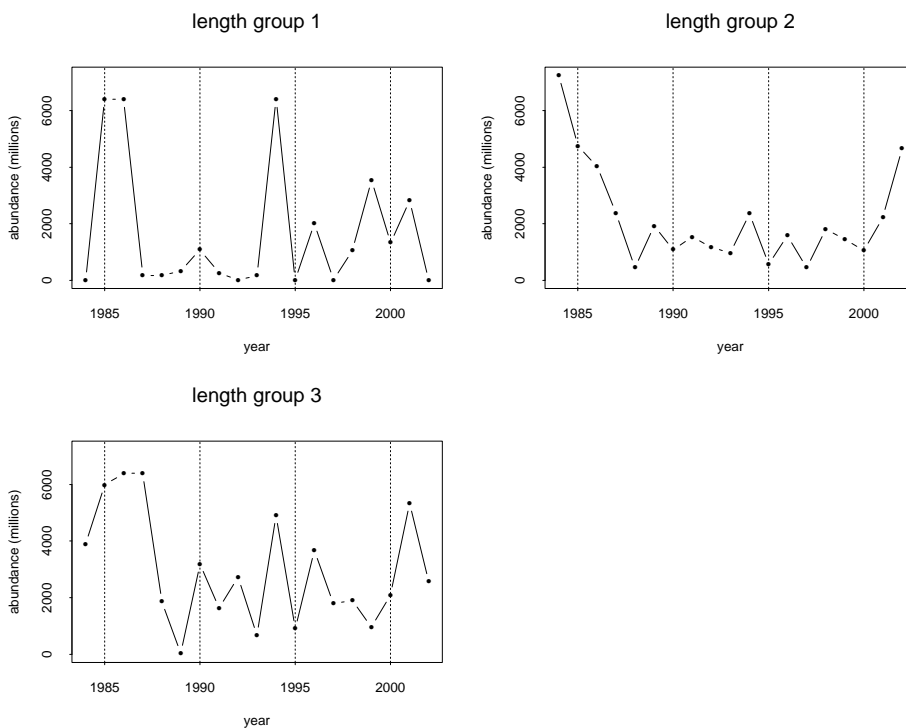 length group 1
abundance (millions)
0 2000 4000 6000
1985 1990 1995 2000
year
length group 2
abundance (millions)
0 2000 4000 6000
1985 1990 1995 2000
year
length group 3
abundance (millions)
0 2000 4000 6000
1985 1990 1995 2000
year